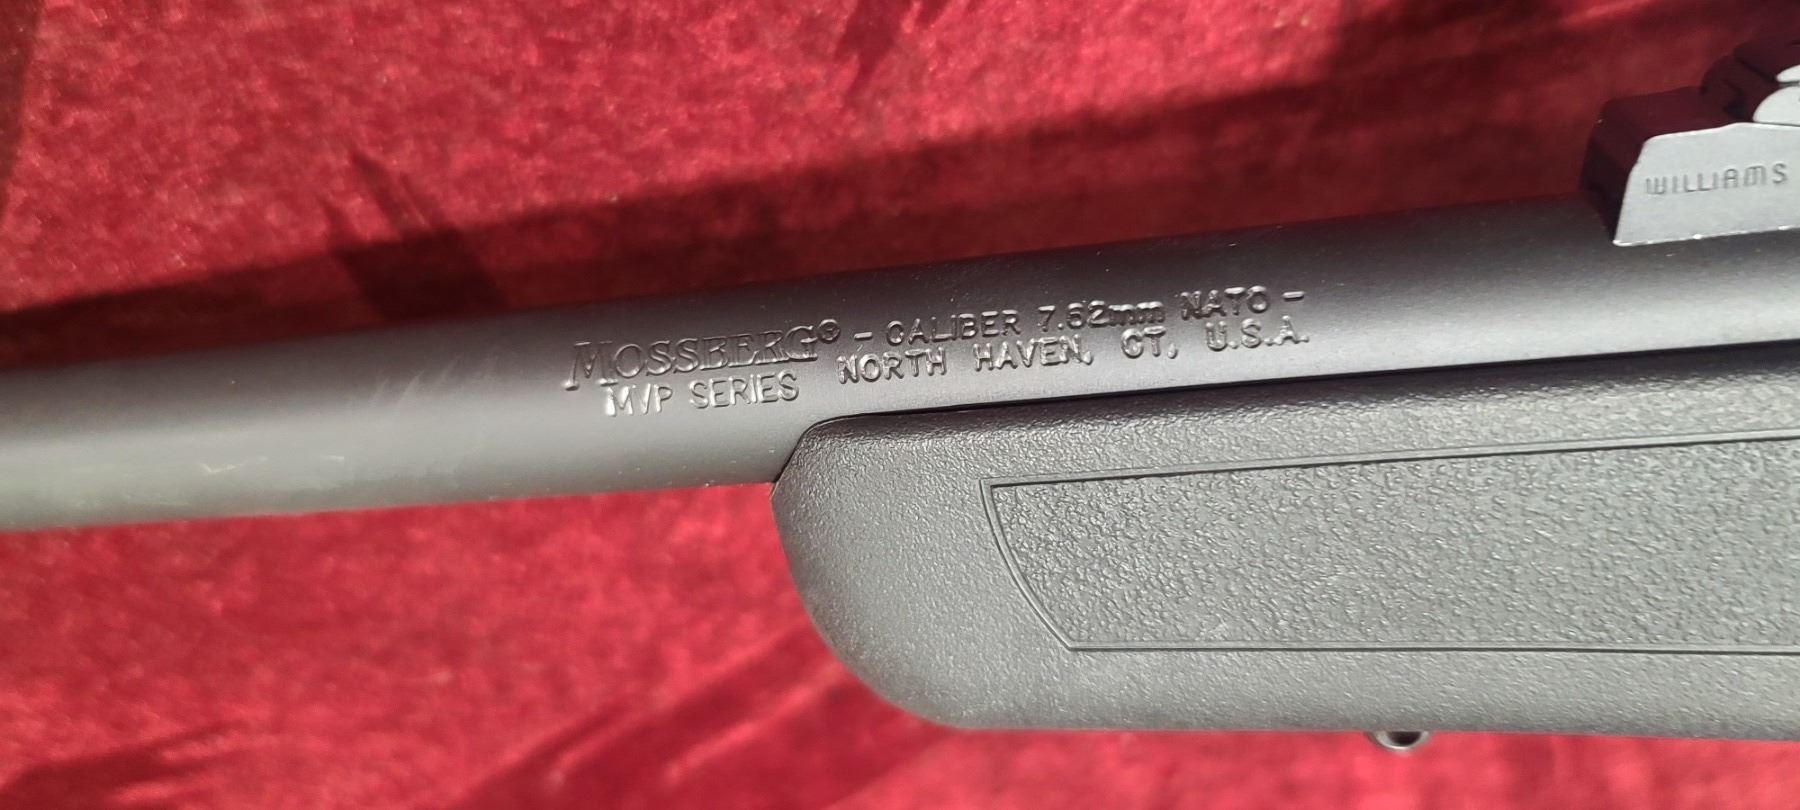 MOSSBERG® - CALIBER 7.62mm NATO -
MVP SERIES NORTH HAVEN, CT, U.S.A.
WILLIAMS